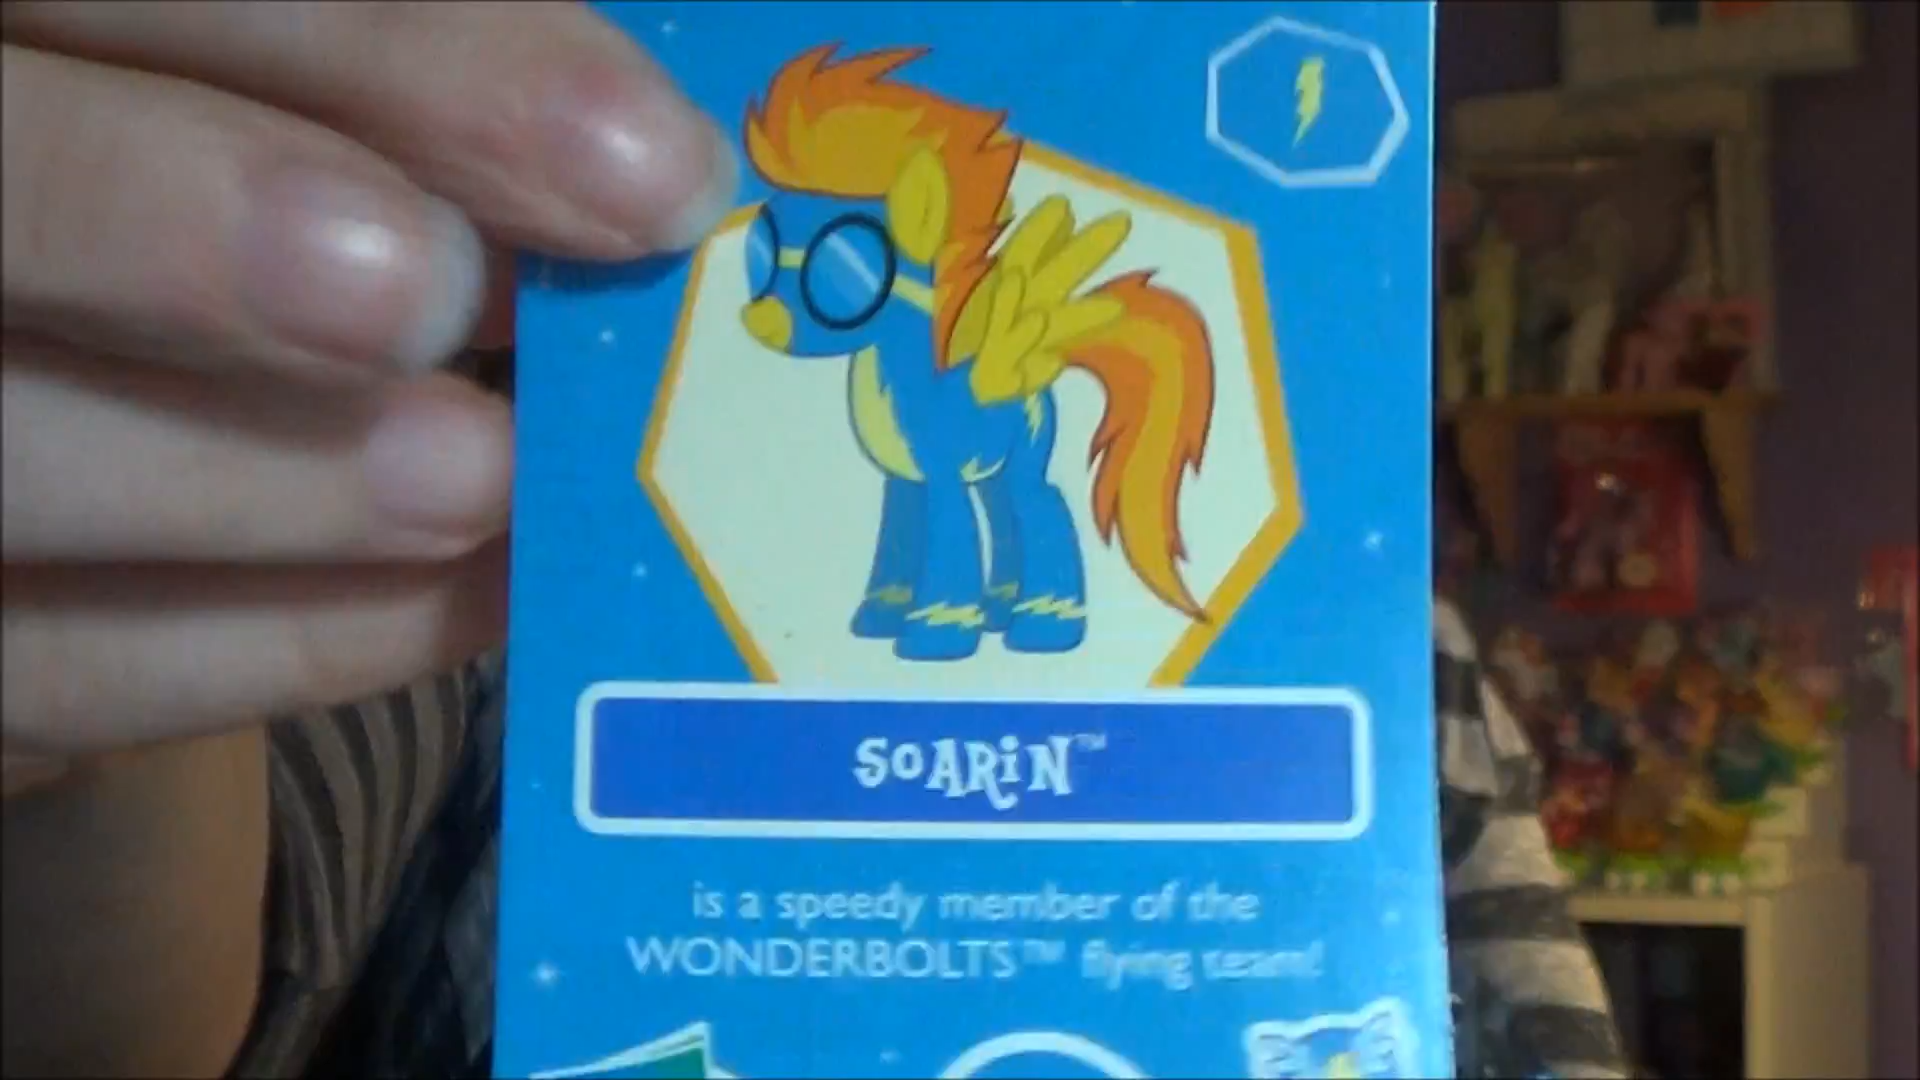 SOARIN™
is a speedy member of the
WONDERBOLTS™ flying team!